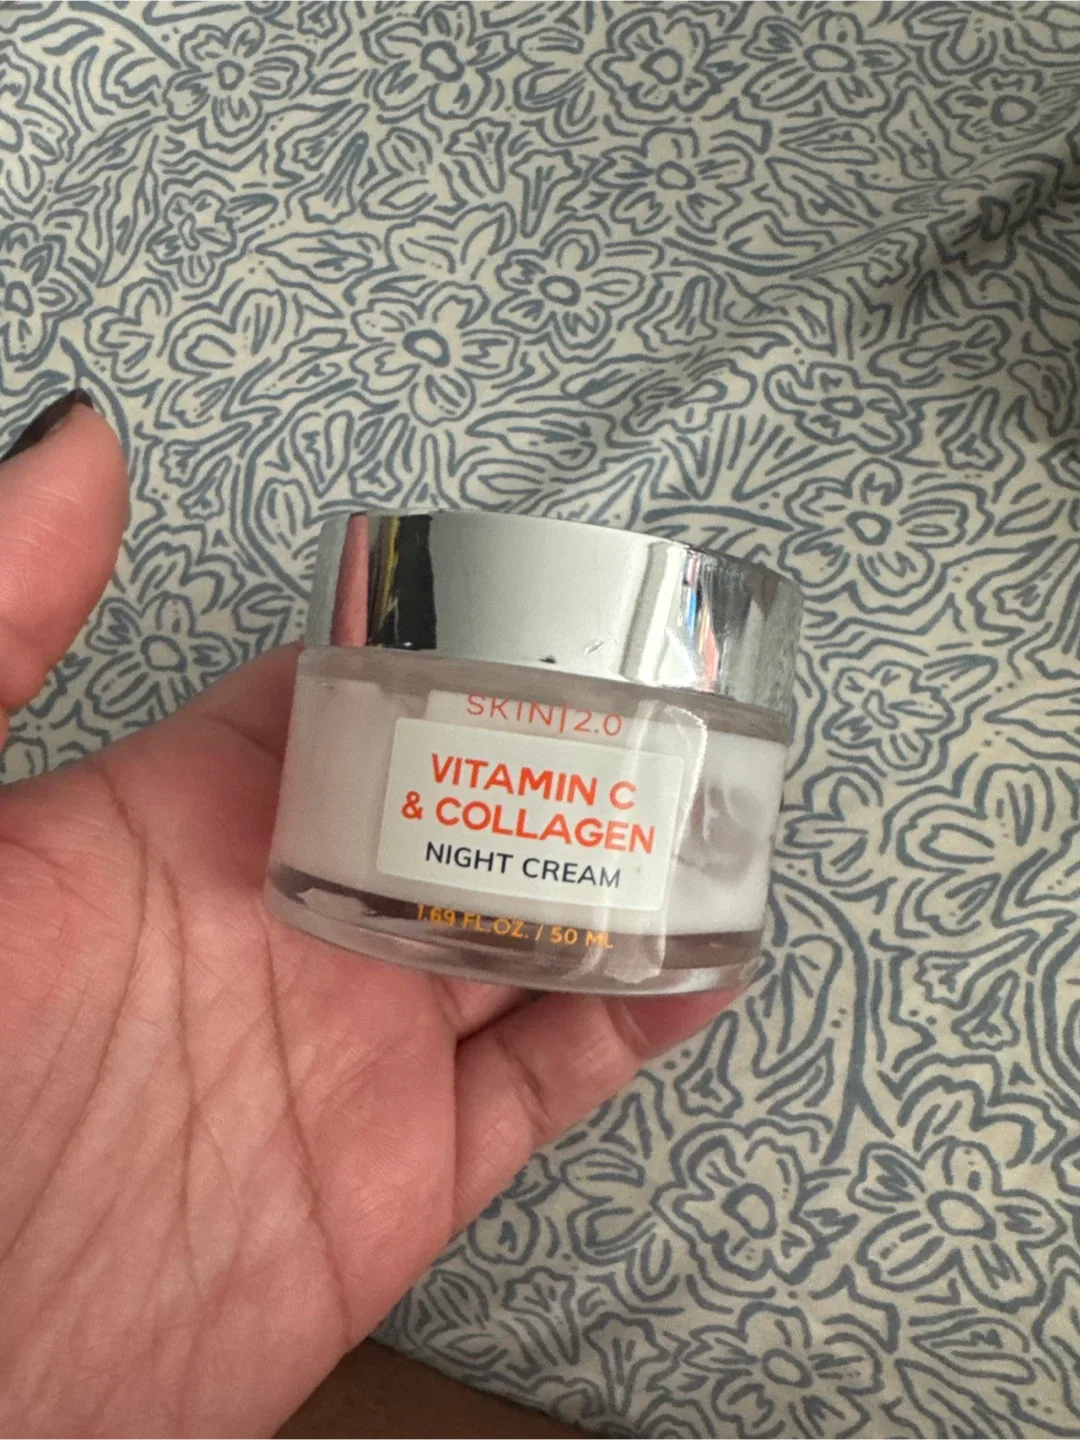 SKIN|2.0
VITAMIN C
& COLLAGEN
NIGHT CREAM
1.69 FL.OZ. / 50 ML